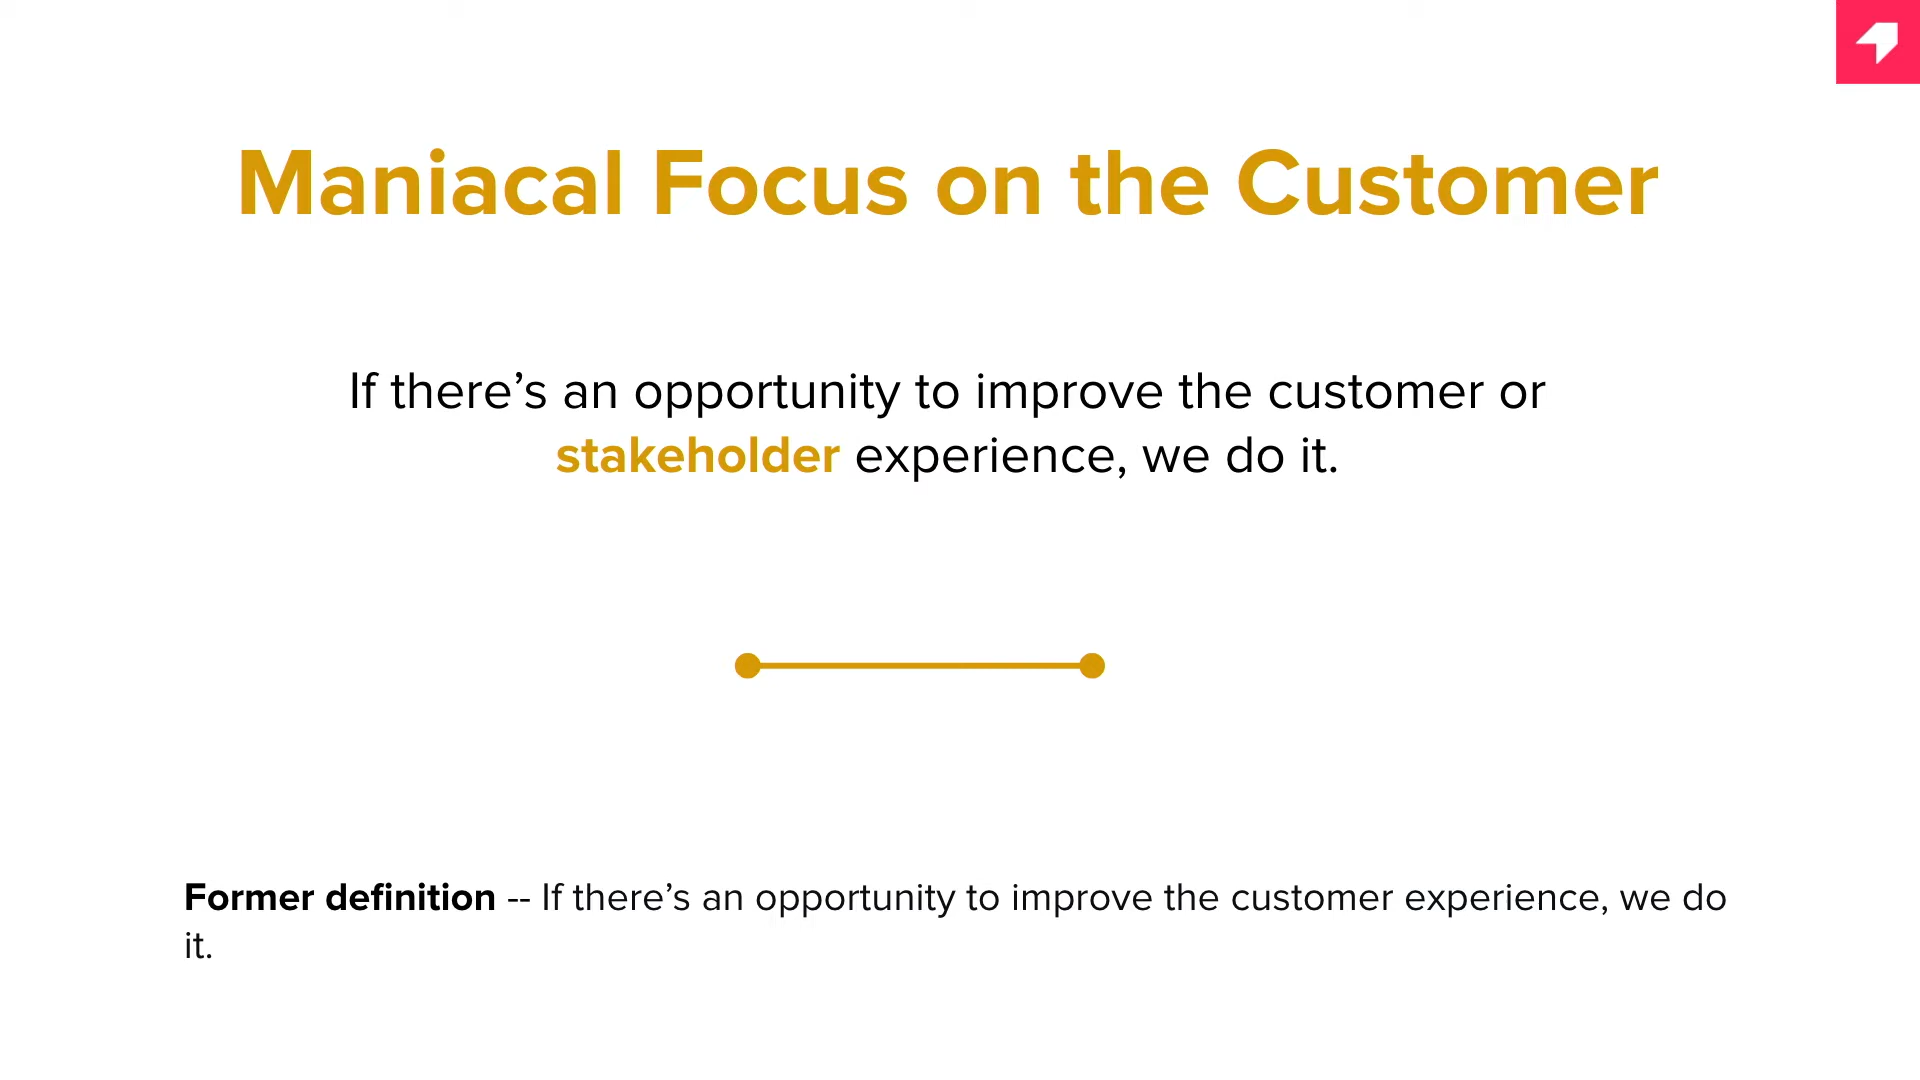 Maniacal Focus on the Customer
If there’s an opportunity to improve the customer or
stakeholder experience, we do it.
Former definition -- If there’s an opportunity to improve the customer experience, we do
it.